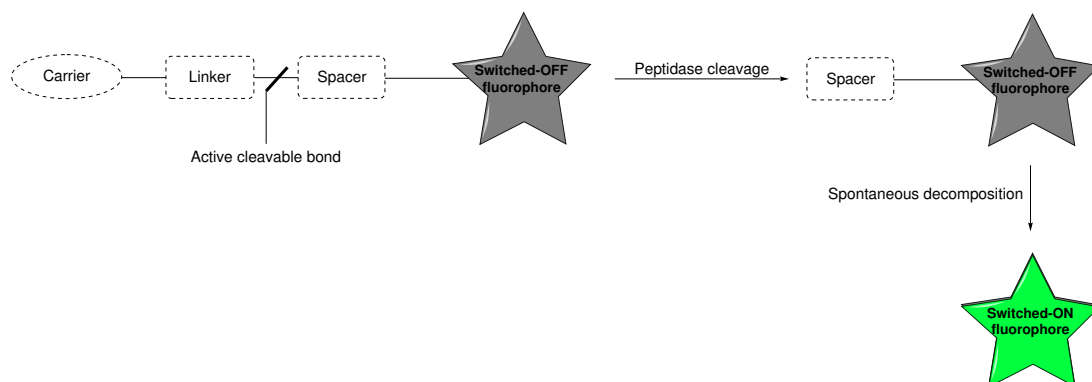 Carrier
Linker
Spacer
Switched-OFF
fluorophore
Active cleavable bond
Peptidase cleavage
Spacer
Switched-OFF
fluorophore
Spontaneous decomposition
Switched-ON
fluorophore